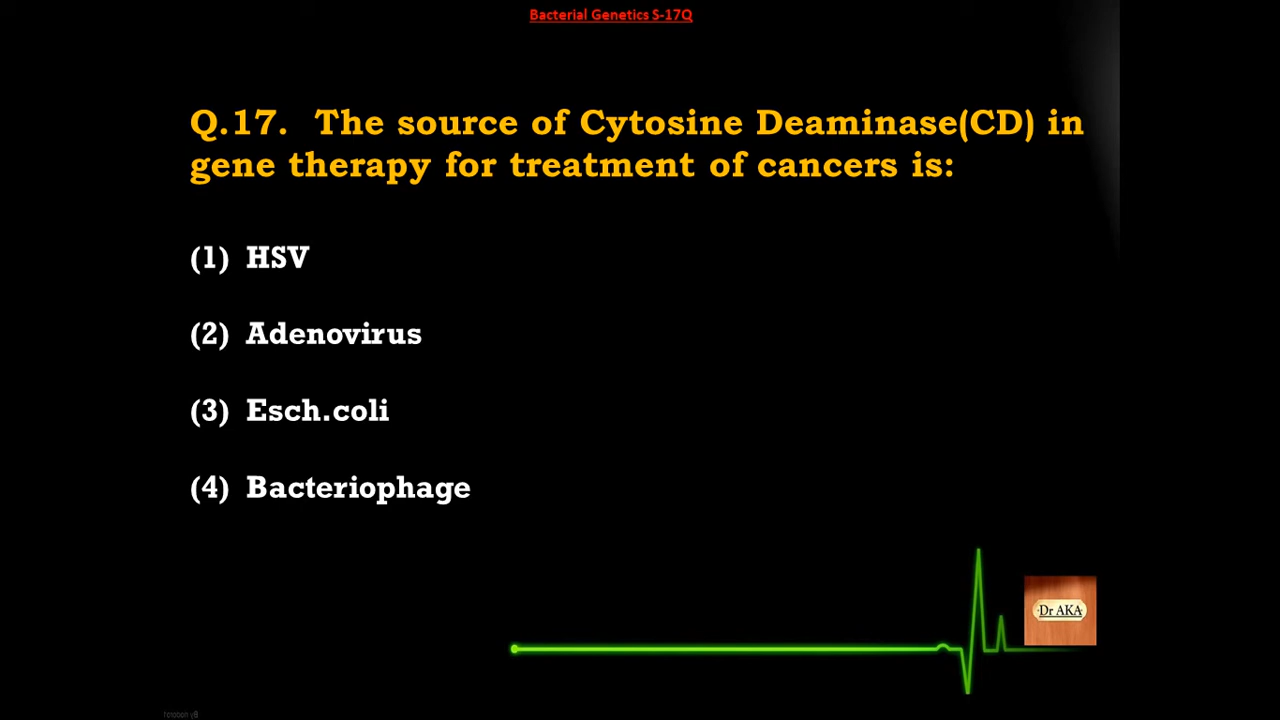 Bacterial Genetics S-17Q
Q.17. The source of Cytosine Deaminase(CD) in
gene therapy for treatment of cancers is:
(1) HSV
(2) Adenovirus
(3) Esch.coli
(4) Bacteriophage
Dr AKA